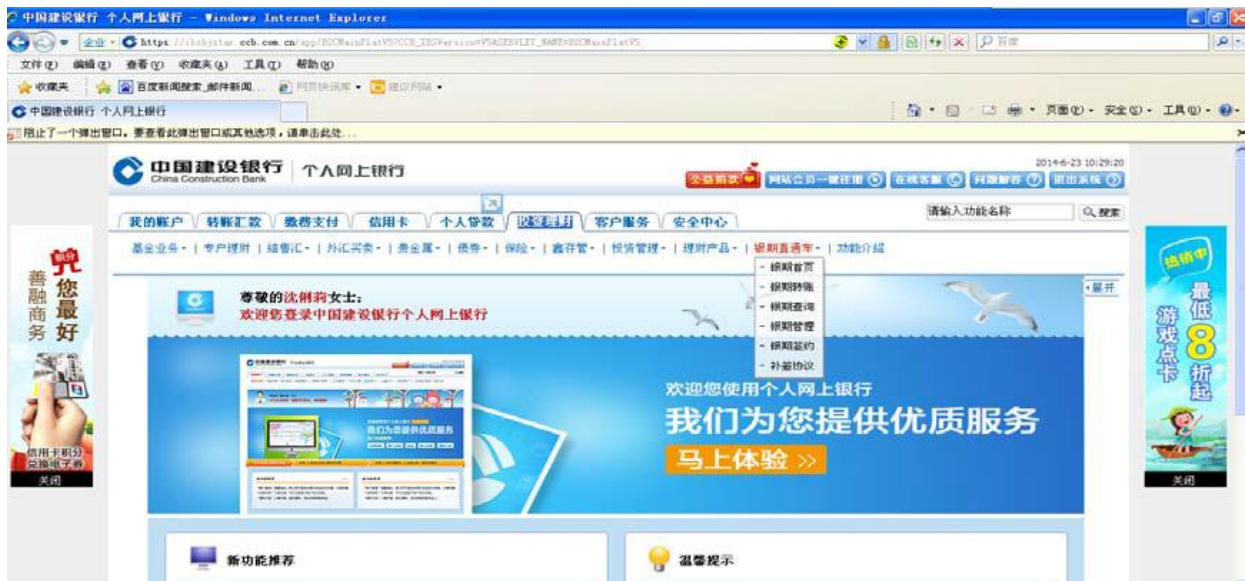 中国建设银行 个人网上银行 - Windows Internet Explorer
文件(F) 编辑(E) 查看(V) 收藏夹(A) 工具(T) 帮助(H)
收藏夹 百度新闻搜索_邮件新闻... 网页快讯库 建议网站
中国建设银行 个人网上银行 页面(P) 安全(S) 工具(O)
阻止了一个弹出窗口。要查看此弹出窗口或其他选项，请单击此处...
2014-6-23 10:29:20
中国建设银行 个人网上银行
China Construction Bank
公益捐款 网站会员一键注册 在线客服 问题解答 退出系统
我的账户 转账汇款 缴费支付 信用卡 个人贷款 投资理财 客户服务 安全中心 请输入功能名称 搜索
基金业务 | 专户理财 | 结售汇 | 外汇买卖 | 贵金属 | 债券 | 保险 | 鑫存管 | 投资管理 | 理财产品 | 银期直通车 | 功能介绍
- 银期首页
- 银期转账
- 银期查询
- 银期管理
- 银期签约
- 补签协议
展开
尊敬的沈俐莉女士：
欢迎您登录中国建设银行个人网上银行
积分
善融商务
您最好
信用卡积分
兑换电子券
关闭
欢迎您使用个人网上银行
我们为您提供优质服务
马上体验 >>
热销中
游戏点卡
最低8折起
关闭
新功能推荐 温馨提示